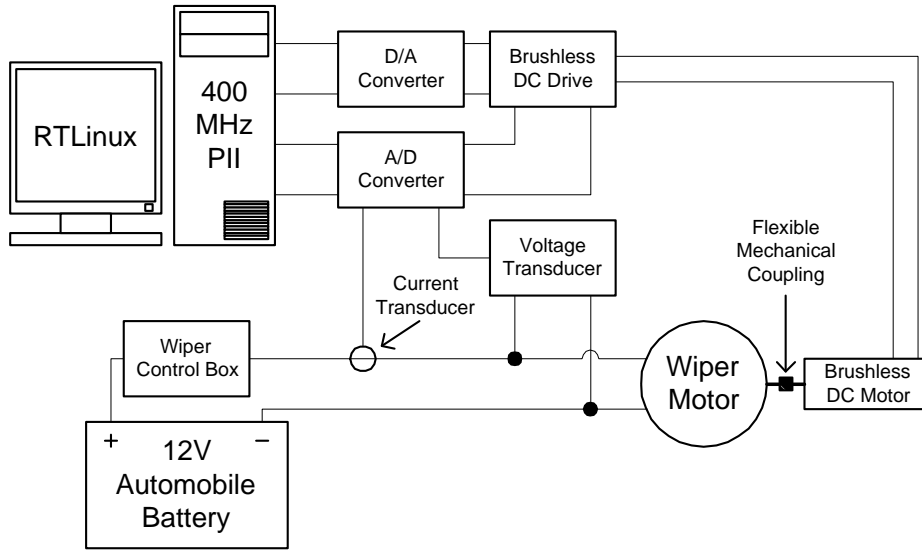 RTLinux
400
MHz
PII
D/A
Converter
Brushless
DC Drive
A/D
Converter
Voltage
Transducer
Flexible
Mechanical
Coupling
Current
Transducer
Wiper
Control Box
Wiper
Motor
Brushless
DC Motor
+ −
12V
Automobile
Battery